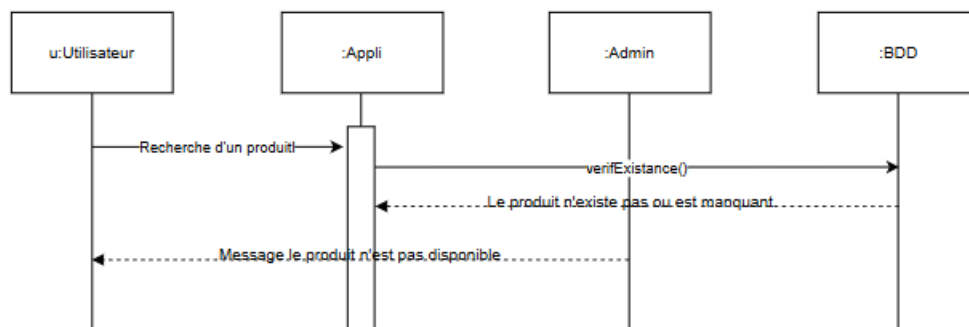 u:Utilisateur
:Appli
:Admin
:BDD
Recherche d'un produitl
verifExistance()
Le produit n'existe pas ou est manquant
Message le produit n'est pas disponible